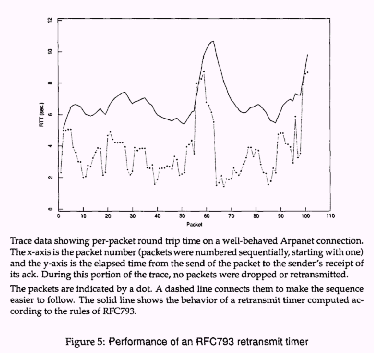 12
10
8
6
4
2
0
RTT (sec.)
0 10 20 30 40 50 60 70 80 90 100 110
Packet
Trace data showing per-packet round trip time on a well-behaved Arpanet connection.
The x-axis is the packet number (packets were numbered sequentially, starting with one)
and the y-axis is the elapsed time from the send of the packet to the sender's receipt of
its ack. During this portion of the trace, no packets were dropped or retransmitted.
The packets are indicated by a dot. A dashed line connects them to make the sequence
easier to follow. The solid line shows the behavior of a retransmit timer computed ac-
cording to the rules of RFC793.
Figure 5: Performance of an RFC793 retransmit timer